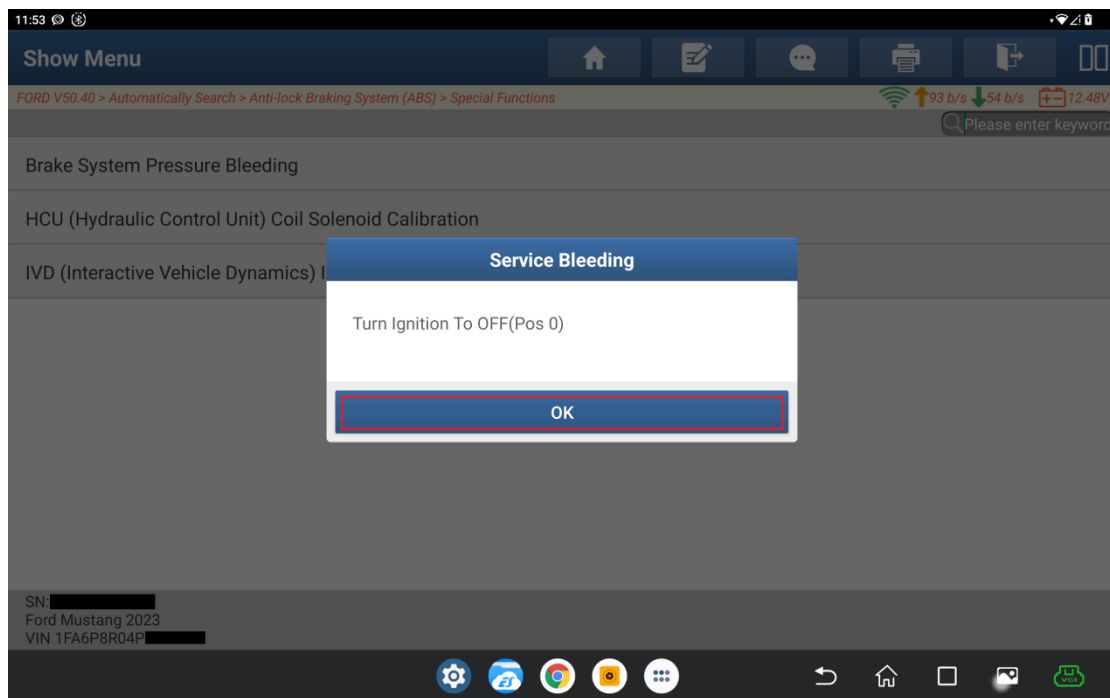 11:53
Show Menu
FORD V50.40 > Automatically Search > Anti-lock Braking System (ABS) > Special Functions
93 b/s 54 b/s 12.48V
Please enter keyword
Brake System Pressure Bleeding
HCU (Hydraulic Control Unit) Coil Solenoid Calibration
IVD (Interactive Vehicle Dynamics) I
Service Bleeding
Turn Ignition To OFF(Pos 0)
OK
SN:
Ford Mustang 2023
VIN 1FA6P8R04P
ES
VCI